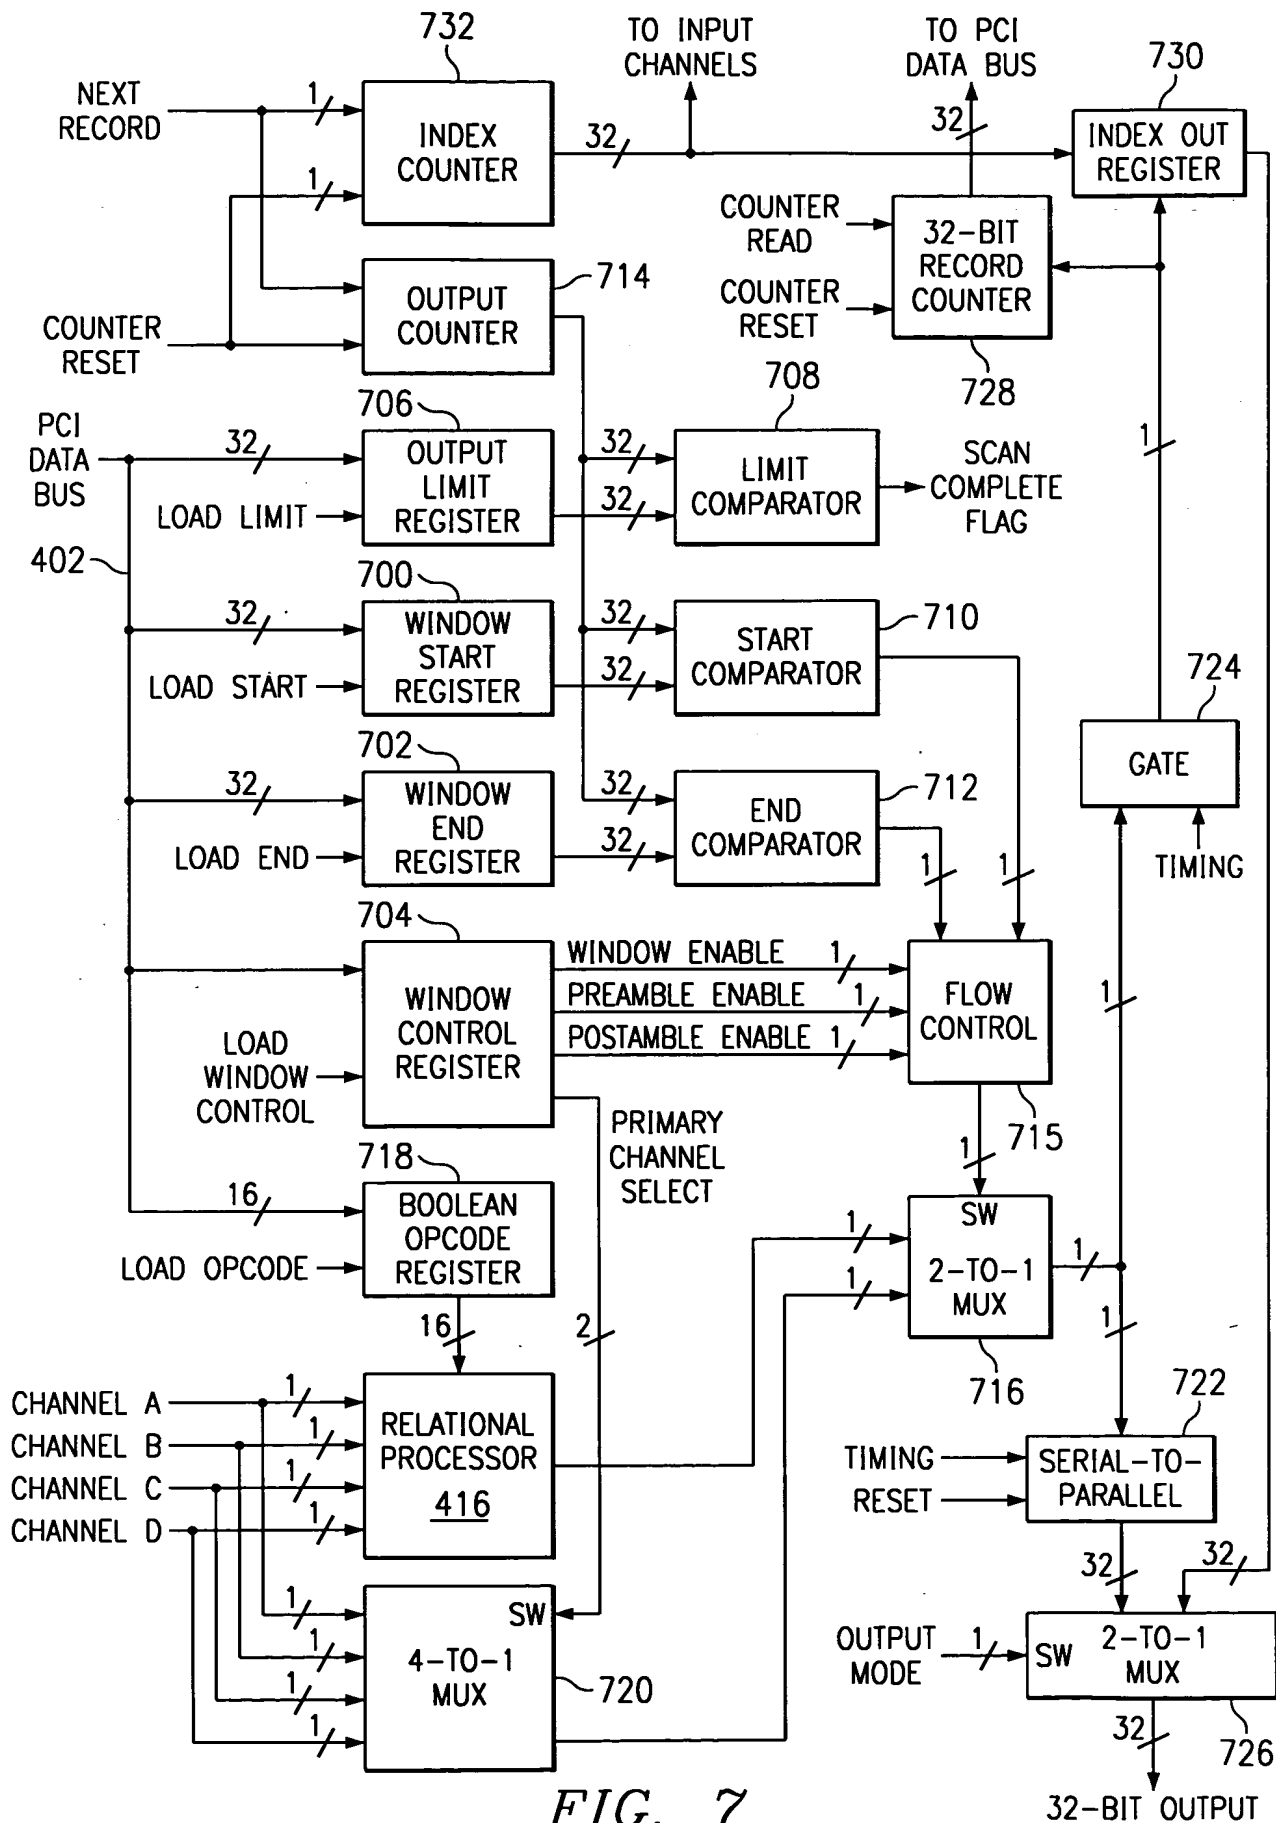 732
TO INPUT
CHANNELS
TO PCI
DATA BUS
730
NEXT
RECORD
1
INDEX
COUNTER
32
32
INDEX OUT
REGISTER
1
COUNTER
READ
32-BIT
RECORD
COUNTER
COUNTER
RESET
728
714
OUTPUT
COUNTER
COUNTER
RESET
706
708
PCI
DATA
BUS
32
OUTPUT
LIMIT
REGISTER
LOAD LIMIT
32
32
LIMIT
COMPARATOR
SCAN
COMPLETE
FLAG
1
402
700
32
WINDOW
START
REGISTER
LOAD START
32
32
START
COMPARATOR
710
724
GATE
TIMING
702
32
WINDOW
END
REGISTER
LOAD END
32
32
END
COMPARATOR
712
1
1
704
WINDOW
CONTROL
REGISTER
LOAD
WINDOW
CONTROL
WINDOW ENABLE 1
PREAMBLE ENABLE 1
POSTAMBLE ENABLE 1
FLOW
CONTROL
715
1
1
PRIMARY
CHANNEL
SELECT
718
16
BOOLEAN
OPCODE
REGISTER
LOAD OPCODE
16
2
1
1
SW
2-TO-1
MUX
716
1
1
CHANNEL A
CHANNEL B
CHANNEL C
CHANNEL D
1
1
1
1
RELATIONAL
PROCESSOR
416
722
TIMING
RESET
SERIAL-TO-
PARALLEL
32
32
1
1
1
1
SW
4-TO-1
MUX
720
OUTPUT
MODE
1
SW
2-TO-1
MUX
726
32
32-BIT OUTPUT
FIG. 7